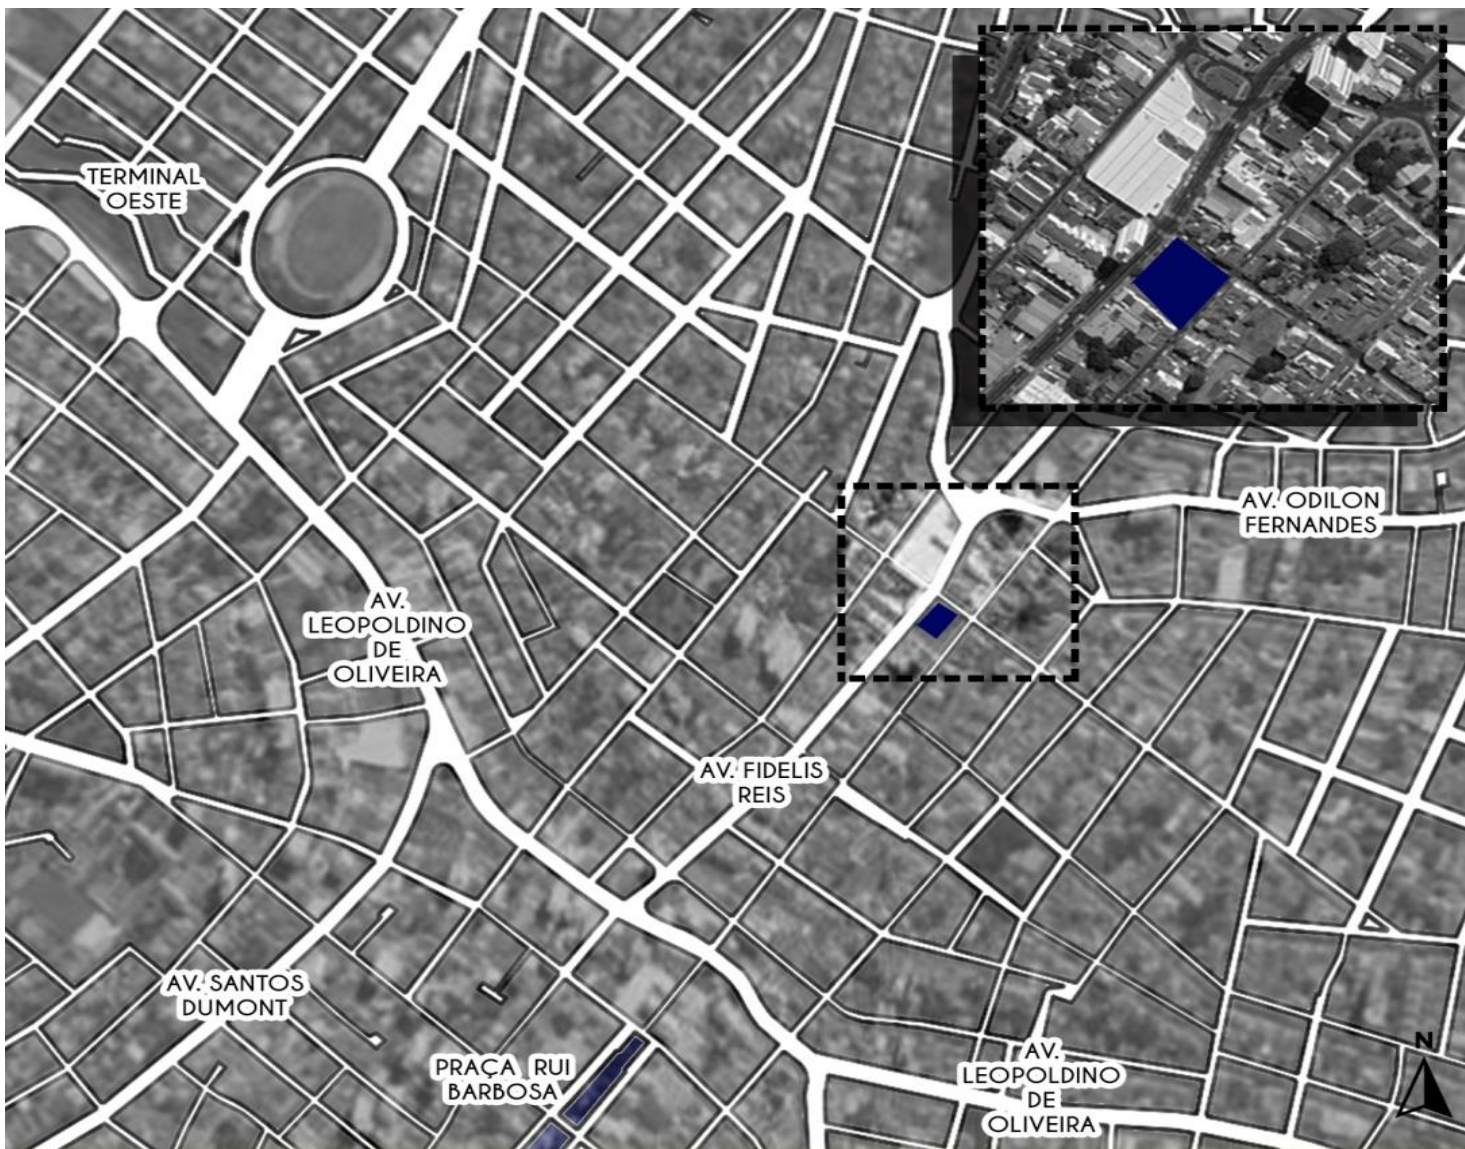 TERMINAL
OESTE
AV. ODILON
FERNANDES
AV.
LEOPOLDINO
DE
OLIVEIRA
AV. FIDELIS
REIS
AV. SANTOS
DUMONT
PRAÇA RUI
BARBOSA
AV.
LEOPOLDINO
DE
OLIVEIRA
N